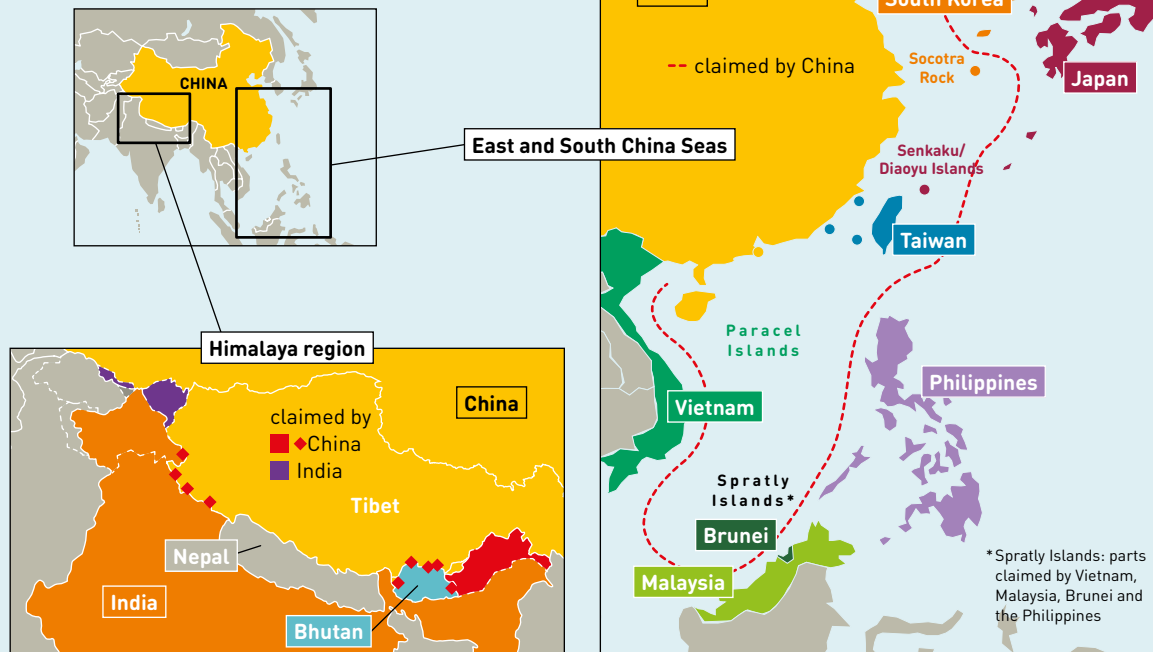 CHINA
East and South China Seas
Himalaya region
China
claimed by
China
India
Tibet
Nepal
India
Bhutan
South Korea
-- claimed by China
Socotra
Rock
Japan
Senkaku/
Diaoyu Islands
Taiwan
Paracel
Islands
Philippines
Vietnam
Spratly
Islands*
Brunei
Malaysia
*Spratly Islands: parts
claimed by Vietnam,
Malaysia, Brunei and
the Philippines